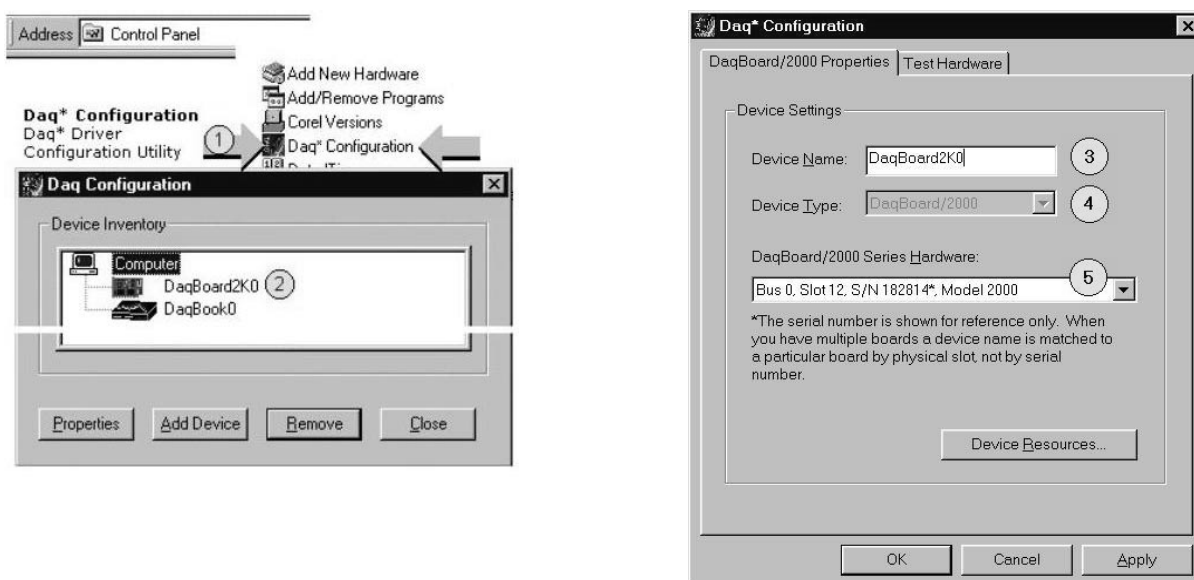 Address Control Panel
Add New Hardware
Add/Remove Programs
Corel Versions
Daq* Configuration
Daq* Configuration
Daq* Driver
Configuration Utility
1
Daq Configuration
Device Inventory
Computer
DaqBoard2K0 2
DaqBook0
Properties Add Device Remove Close
Daq* Configuration
DaqBoard/2000 Properties Test Hardware
Device Settings
Device Name: DaqBoard2K0 3
Device Type: DaqBoard/2000 4
DaqBoard/2000 Series Hardware:
Bus 0, Slot 12, S/N 182814*, Model 2000 5
*The serial number is shown for reference only. When
you have multiple boards a device name is matched to
a particular board by physical slot, not by serial
number.
Device Resources...
OK Cancel Apply